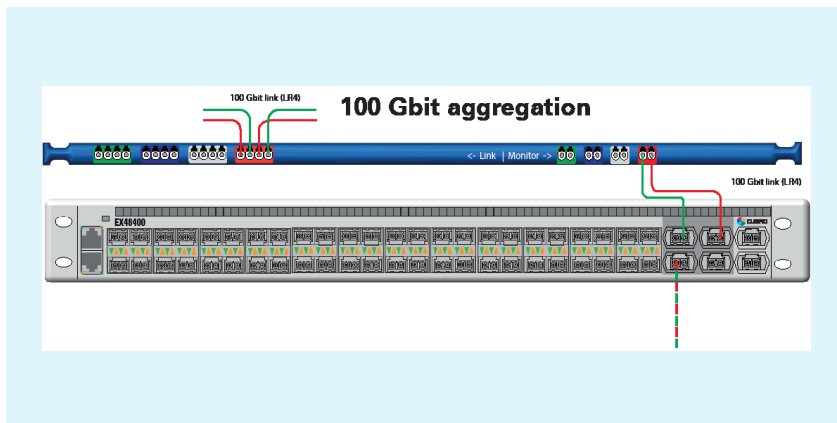 100 Gbit link (LR4)
100 Gbit aggregation
<- Link | Monitor ->
100 Gbit link (LR4)
EX48400
CUBRO